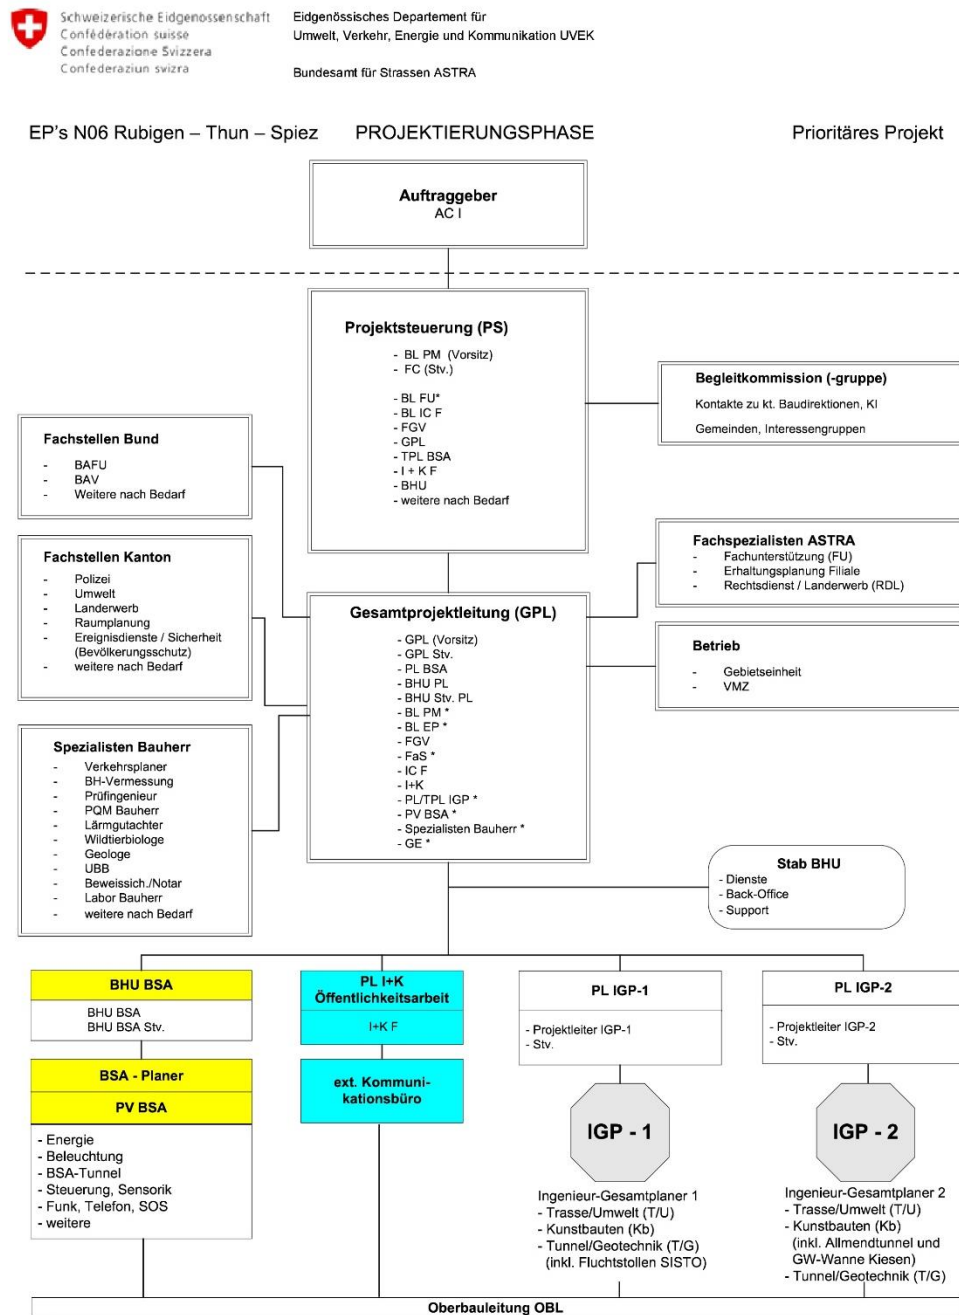 Schweizerische Eidgenossenschaft
Confédération suisse
Confederazione Svizzera
Confederaziun svizra
Eidgenössisches Departement für
Umwelt, Verkehr, Energie und Kommunikation UVEK
Bundesamt für Strassen ASTRA
EP's N06 Rubigen – Thun – Spiez PROJEKTIERUNGSPHASE Prioritäres Projekt
Auftraggeber
AC I
Projektsteuerung (PS)
- BL PM (Vorsitz)
- FC (Stv.)
- BL FU*
- BL IC F
- FGV
- GPL
- TPL BSA
- I + K F
- BHU
- weitere nach Bedarf
Begleitkommission (-gruppe)
Kontakte zu kt. Baudirektionen, KI
Gemeinden, Interessengruppen
Fachstellen Bund
- BAFU
- BAV
- Weitere nach Bedarf
Fachstellen Kanton
- Polizei
- Umwelt
- Landerwerb
- Raumplanung
- Ereignisdienste / Sicherheit
(Bevölkerungsschutz)
- weitere nach Bedarf
Fachspezialisten ASTRA
- Fachunterstützung (FU)
- Erhaltungsplanung Filiale
- Rechtsdienst / Landerwerb (RDL)
Gesamtprojektleitung (GPL)
- GPL (Vorsitz)
- GPL Stv.
- PL BSA
- BHU PL
- BHU Stv. PL
- BL PM *
- BL EP *
- FGV
- FaS *
- IC F
- I+K
- PL/TPL IGP *
- PV BSA *
- Spezialisten Bauherr *
- GE *
Betrieb
- Gebietseinheit
- VMZ
Spezialisten Bauherr
- Verkehrsplaner
- BH-Vermessung
- Prüfingenieur
- PQM Bauherr
- Lärmgutachter
- Wildtierbiologe
- Geologe
- UBB
- Beweissich./Notar
- Labor Bauherr
- weitere nach Bedarf
Stab BHU
- Dienste
- Back-Office
- Support
BHU BSA
BHU BSA
BHU BSA Stv.
BSA - Planer
PV BSA
- Energie
- Beleuchtung
- BSA-Tunnel
- Steuerung, Sensorik
- Funk, Telefon, SOS
- weitere
PL I+K
Öffentlichkeitsarbeit
I+K F
ext. Kommuni-
kationsbüro
PL IGP-1
- Projektleiter IGP-1
- Stv.
IGP - 1
Ingenieur-Gesamtplaner 1
- Trasse/Umwelt (T/U)
- Kunstbauten (Kb)
- Tunnel/Geotechnik (T/G)
(inkl. Fluchtstollen SISTO)
PL IGP-2
- Projektleiter IGP-2
- Stv.
IGP - 2
Ingenieur-Gesamtplaner 2
- Trasse/Umwelt (T/U)
- Kunstbauten (Kb)
(inkl. Allmendtunnel und
GW-Wanne Kiesen)
- Tunnel/Geotechnik (T/G)
Oberbauleitung OBL